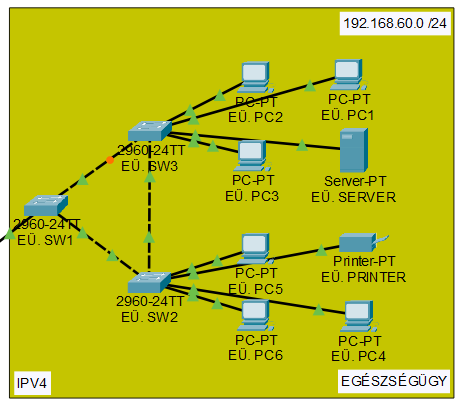 192.168.60.0 /24
PC-PT
EÜ. PC2
PC-PT
EÜ. PC1
2960-24TT
EÜ. SW3
PC-PT
EÜ. PC3
Server-PT
EÜ. SERVER
2960-24TT
EÜ. SW1
PC-PT
EÜ. PC5
Printer-PT
EÜ. PRINTER
2960-24TT
EÜ. SW2
PC-PT
EÜ. PC6
PC-PT
EÜ. PC4
IPV4
EGÉSZSÉGÜGY